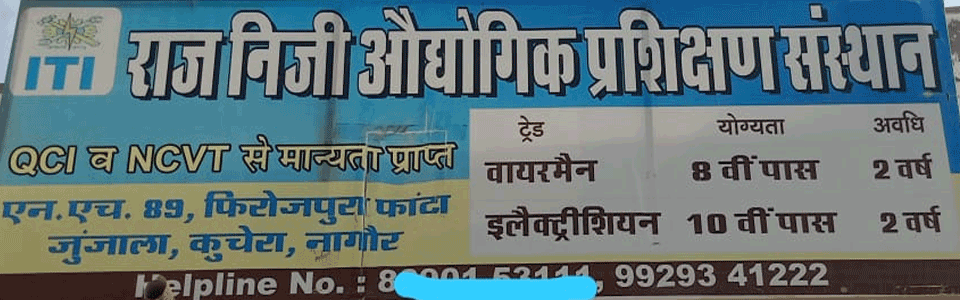 ITI
राज निजी औद्योगिक प्रशिक्षण संस्थान
QCI व NCVT से मान्यता प्राप्त
एन.एच. 89, फिरोजपुरा फांटा
जुंजाला, कुचेरा, नागौर
ट्रेड योग्यता अवधि
वायरमैन 8 वीं पास 2 वर्ष
इलैक्ट्रीशियन 10 वीं पास 2 वर्ष
Helpline No. : 99293 41222